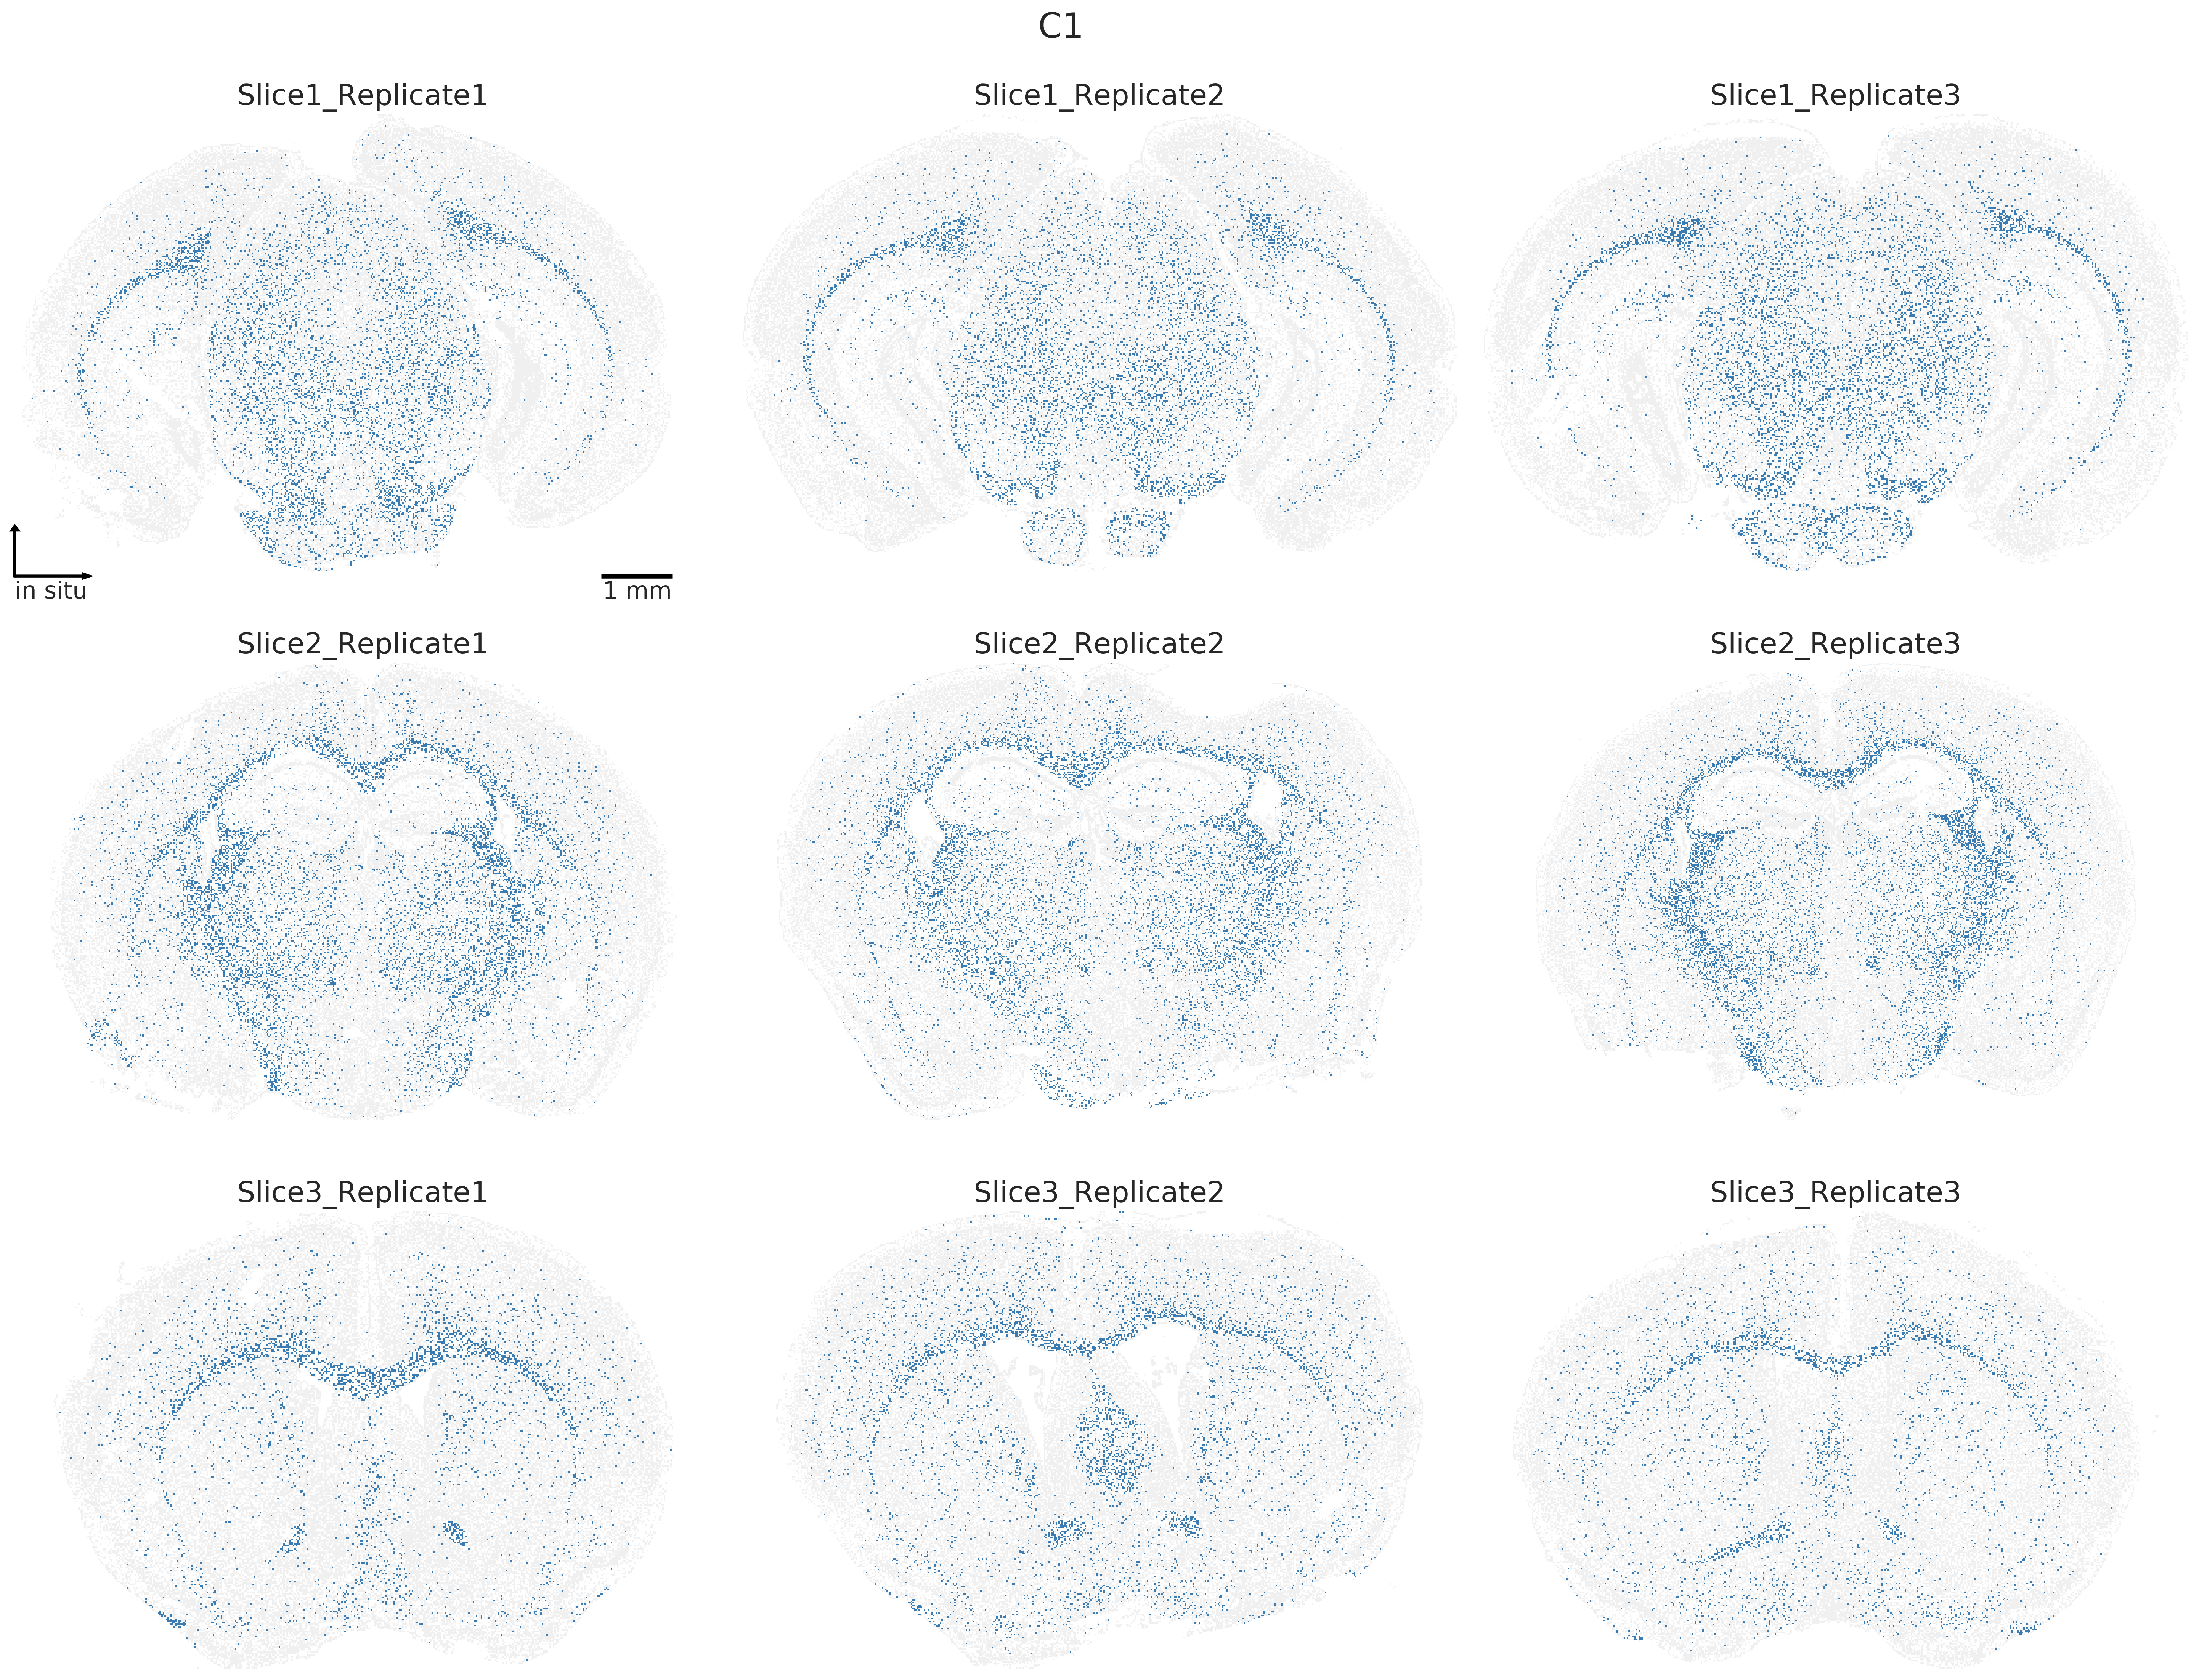 C1
Slice1_Replicate1
Slice1_Replicate2
Slice1_Replicate3
in situ
1 mm
Slice2_Replicate1
Slice2_Replicate2
Slice2_Replicate3
Slice3_Replicate1
Slice3_Replicate2
Slice3_Replicate3